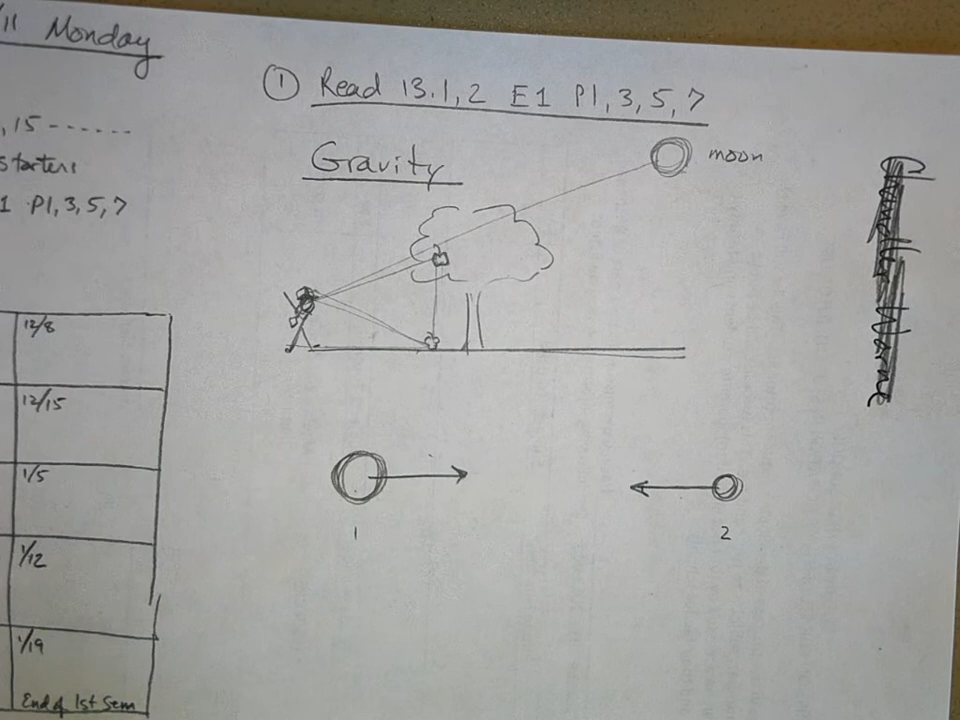 /11 Monday
, 15 ------
starters
1 P1, 3, 5, 7
12/8
12/15
1/5
1/12
1/19
End of 1st Sem
① Read 13.1, 2 E1 P1, 3, 5, 7
Gravity
moon
1
2